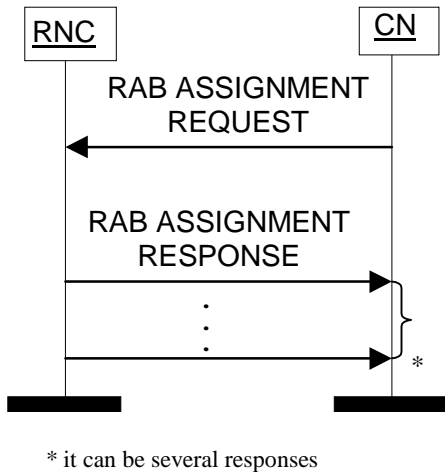 RNC
CN
RAB ASSIGNMENT
REQUEST
RAB ASSIGNMENT
RESPONSE
*
* it can be several responses